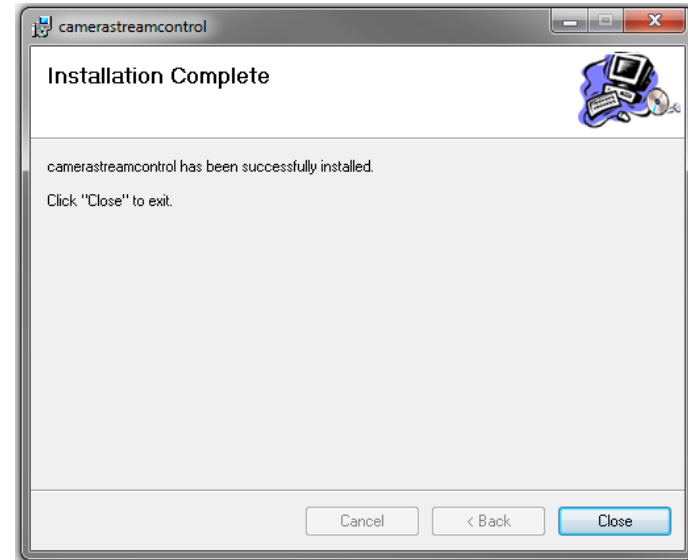 camerastreamcontrol
Installation Complete
camerastreamcontrol has been successfully installed.
Click "Close" to exit.
Cancel
< Back
Close